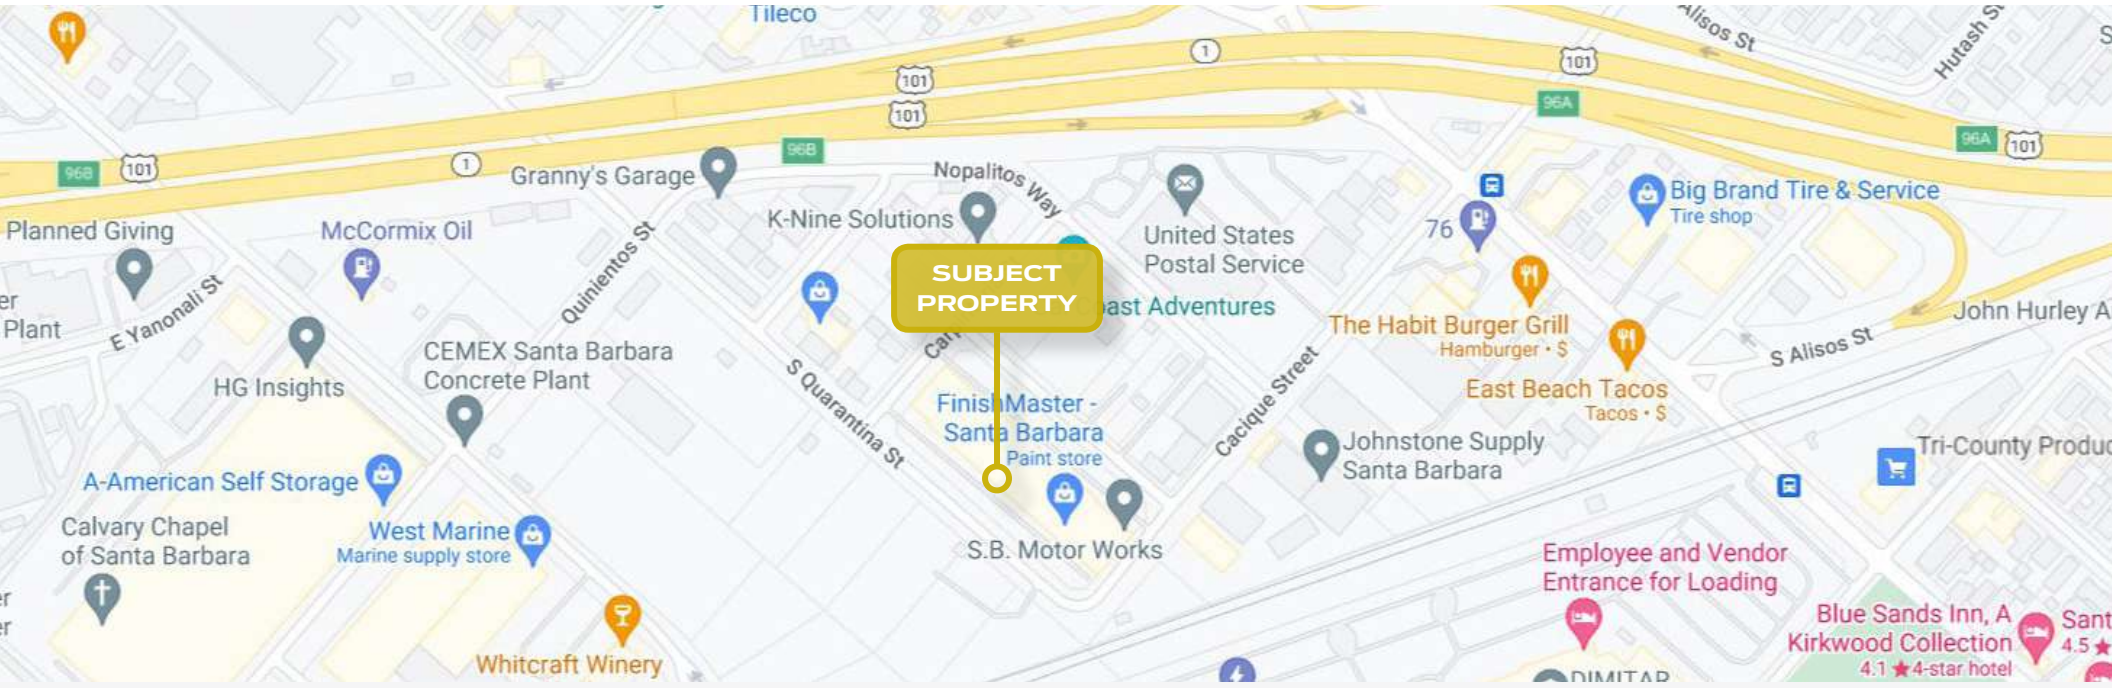 Tileco
Alisos St
Hutash St
S
1
101
101
101
96A
96A
101
96B
101
1
96B
Granny's Garage
Nopalitos Way
K-Nine Solutions
Planned Giving
McCormix Oil
Quinientos St
E Yanonali St
er
Plant
United States
Postal Service
76
Big Brand Tire & Service
Tire shop
SUBJECT
PROPERTY
oast Adventures
The Habit Burger Grill
Hamburger • $
John Hurley A
S Alisos St
HG Insights
CEMEX Santa Barbara
Concrete Plant
S Quarantina St
Carp
East Beach Tacos
Tacos • $
Cacique Street
FinishMaster -
Santa Barbara
Paint store
Johnstone Supply
Santa Barbara
Tri-County Produc
A-American Self Storage
Calvary Chapel
of Santa Barbara
West Marine
Marine supply store
S.B. Motor Works
Employee and Vendor
Entrance for Loading
er
er
Whitcraft Winery
Blue Sands Inn, A
Kirkwood Collection
4.1 ★ 4-star hotel
Sant
4.5 ★
DIMITAR